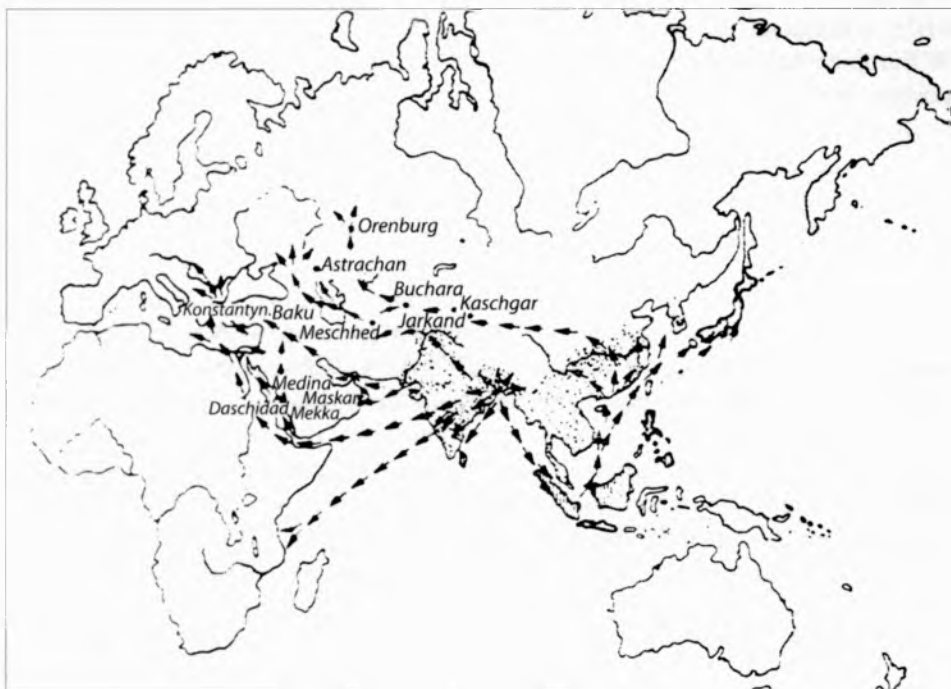 Orenburg
Astrachan
Buchara
Kaschgar
Konstantyn.
Baku
Jarkand
Meschhed
Medina
Maskan
Daschidad
Mekka